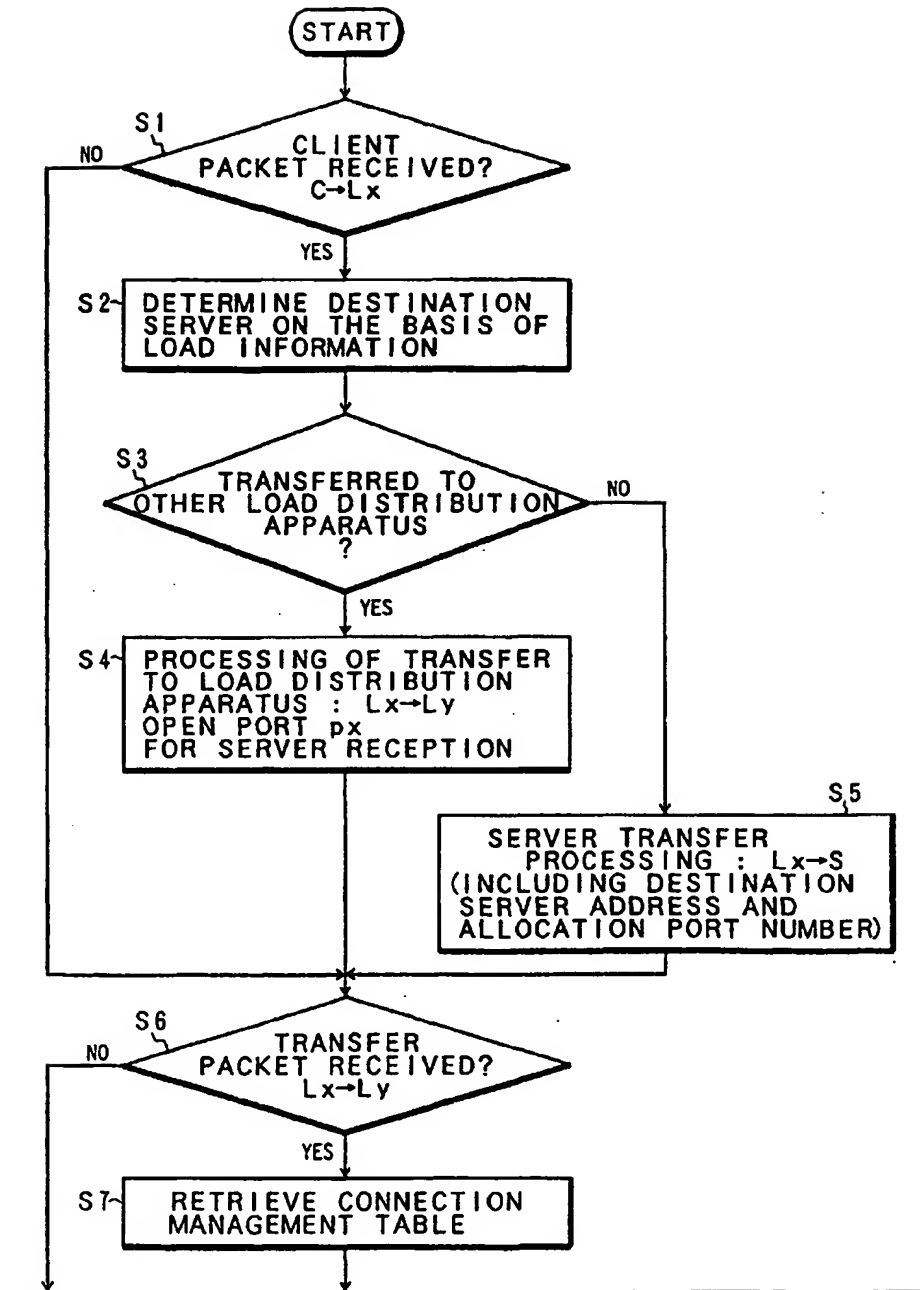 START
S1
CLIENT
PACKET RECEIVED?
C→Lx
NO
YES
S2
DETERMINE DESTINATION
SERVER ON THE BASIS OF
LOAD INFORMATION
S3
TRANSFERRED TO
OTHER LOAD DISTRIBUTION
APPARATUS
?
NO
YES
S4
PROCESSING OF TRANSFER
TO LOAD DISTRIBUTION
APPARATUS : Lx→Ly
OPEN PORT px
FOR SERVER RECEPTION
S5
SERVER TRANSFER
PROCESSING : Lx→S
(INCLUDING DESTINATION
SERVER ADDRESS AND
ALLOCATION PORT NUMBER)
S6
TRANSFER
PACKET RECEIVED?
Lx→Ly
NO
YES
S7
RETRIEVE CONNECTION
MANAGEMENT TABLE